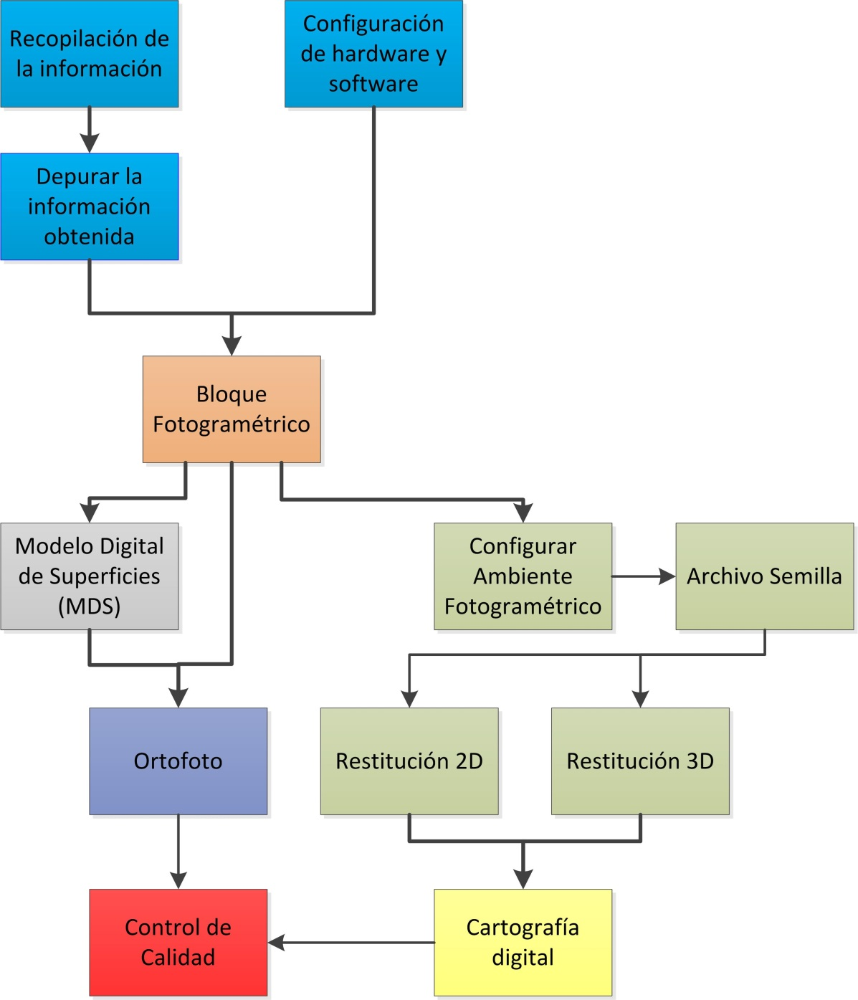 Recopilación de
la información
Configuración
de hardware y
software
Depurar la
información
obtenida
Bloque
Fotogramétrico
Modelo Digital
de Superficies
(MDS)
Configurar
Ambiente
Fotogramétrico
Archivo Semilla
Ortofoto
Restitución 2D
Restitución 3D
Control de
Calidad
Cartografía
digital